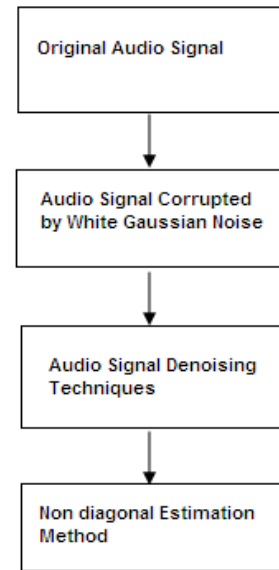 Original Audio Signal
Audio Signal Corrupted
by White Gaussian Noise
Audio Signal Denoising
Techniques
Non diagonal Estimation
Method